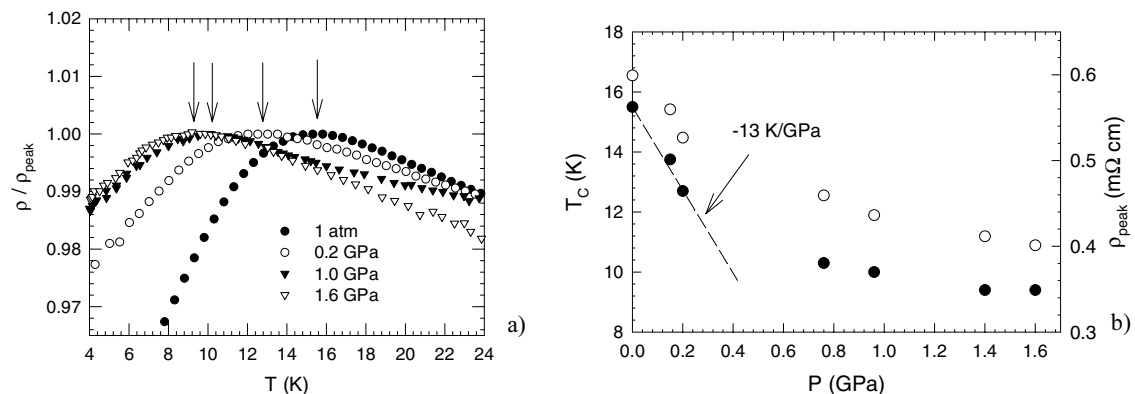 1.02
1.01
1.00
0.99
0.98
0.97
ρ / ρpeak
4 6 8 10 12 14 16 18 20 22 24
T (K)
1 atm
0.2 GPa
1.0 GPa
1.6 GPa
a)
18
16
14
12
10
8
TC (K)
-13 K/GPa
0.0 0.2 0.4 0.6 0.8 1.0 1.2 1.4 1.6
P (GPa)
0.6
0.5
0.4
0.3
ρpeak (mΩ cm)
b)